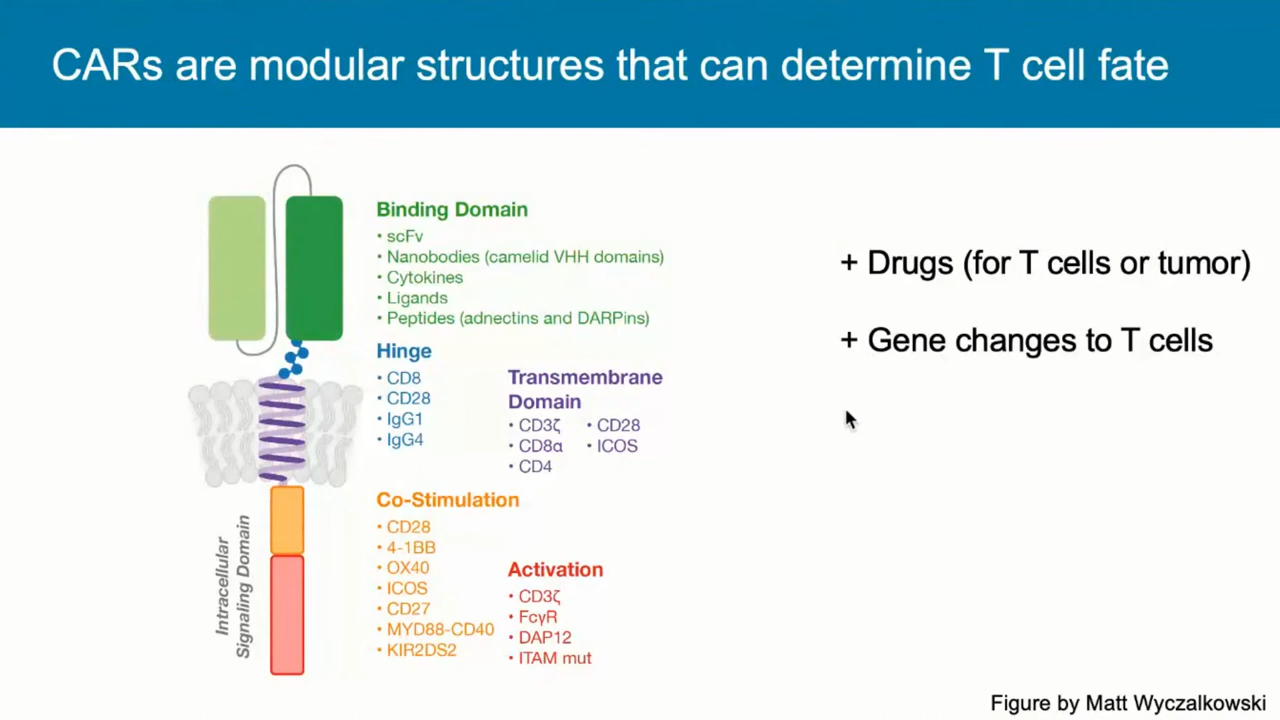 CARs are modular structures that can determine T cell fate
Binding Domain
• scFv
• Nanobodies (camelid VHH domains)
• Cytokines
• Ligands
• Peptides (adnectins and DARPins)
Hinge
• CD8
• CD28
• IgG1
• IgG4
Transmembrane
Domain
• CD3ζ • CD28
• CD8α • ICOS
• CD4
Co-Stimulation
• CD28
• 4-1BB
• OX40
• ICOS
• CD27
• MYD88-CD40
• KIR2DS2
Activation
• CD3ζ
• FcγR
• DAP12
• ITAM mut
Intracellular
Signaling Domain
+ Drugs (for T cells or tumor)
+ Gene changes to T cells
Figure by Matt Wyczalkowski